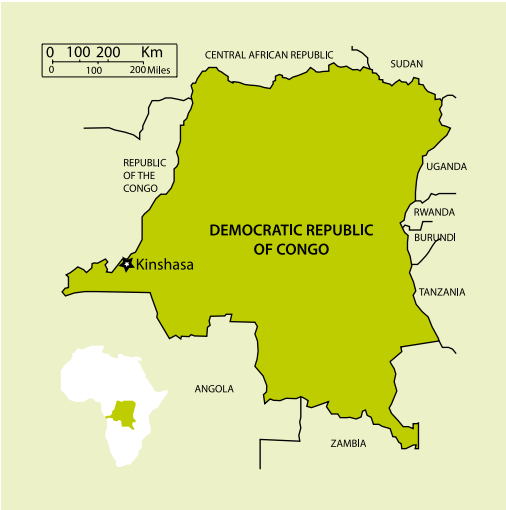 0 100 200 Km
0 100 200 Miles
CENTRAL AFRICAN REPUBLIC
SUDAN
REPUBLIC
OF THE
CONGO
UGANDA
RWANDA
DEMOCRATIC REPUBLIC
OF CONGO
BURUNDİ
Kinshasa
TANZANIA
ANGOLA
ZAMBİA